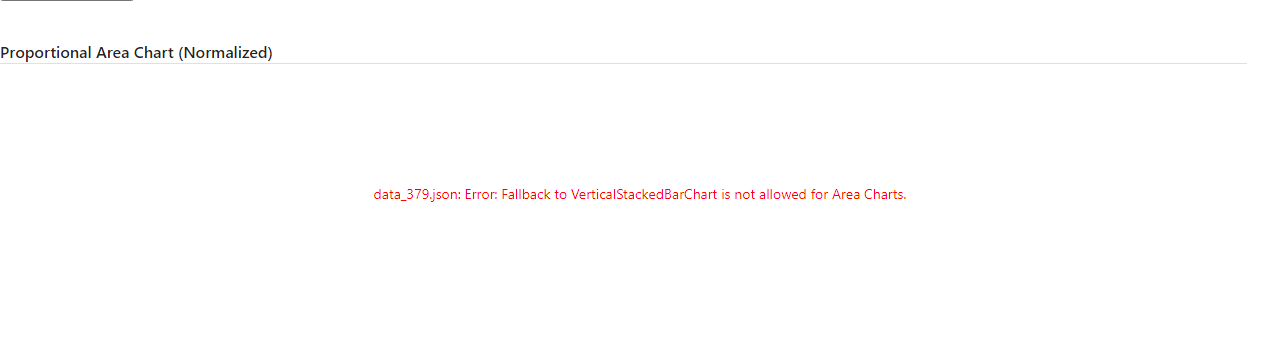 Proportional Area Chart (Normalized)
data_379.json: Error: Fallback to VerticalStackedBarChart is not allowed for Area Charts.